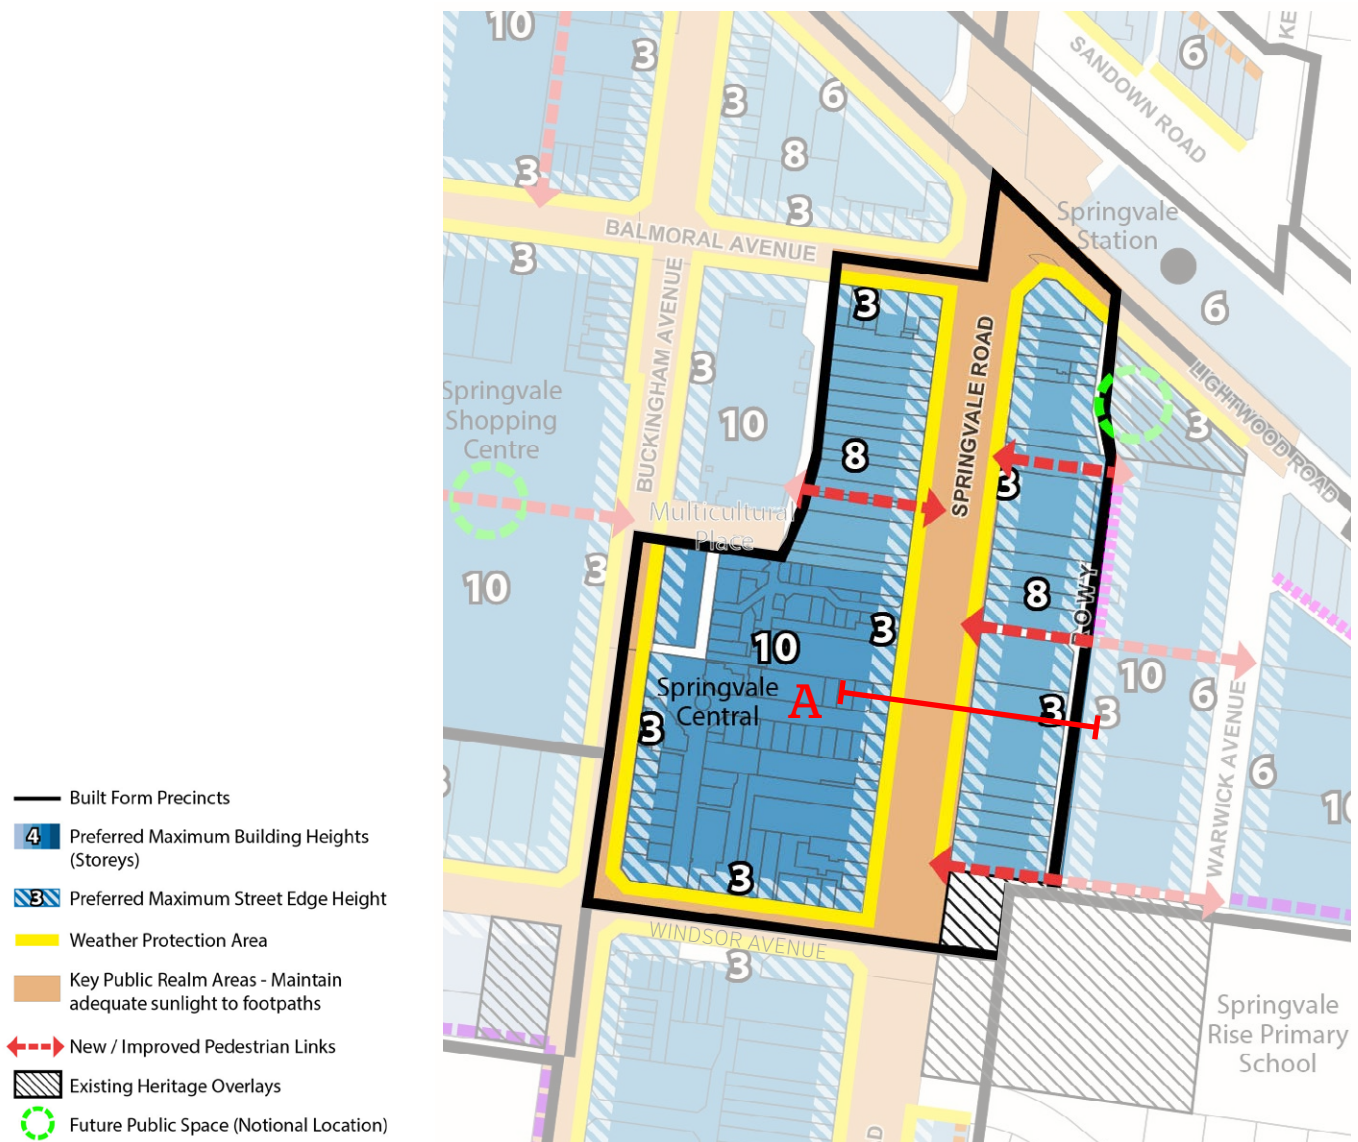 10
3
3
6
8
3
3
6
SANDOWN ROAD
KE
Springvale
Station
6
BALMORAL AVENUE
3
BUCKINGHAM AVENUE
3
10
3
8
SPRINGVALE ROAD
3
LIGHTWOOD ROAD
3
Springvale
Shopping
Centre
10
3
Multicultural
Place
8
ROWY
10
3
Springvale
Central
A
3
3
3
10
6
3
WARWICK AVENUE
6
10
3
WINDSOR AVENUE
3
Springvale
Rise Primary
School
D
Built Form Precincts
4 Preferred Maximum Building Heights
(Storeys)
3 Preferred Maximum Street Edge Height
Weather Protection Area
Key Public Realm Areas - Maintain
adequate sunlight to footpaths
New / Improved Pedestrian Links
Existing Heritage Overlays
Future Public Space (Notional Location)